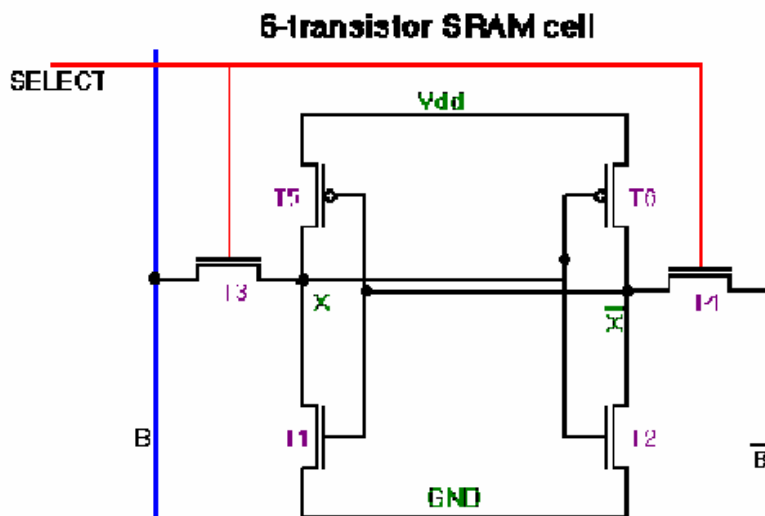 6-transistor SRAM cell
SELECT
Vdd
T5
T6
T3
X
X̅
T4
B
T1
T2
B̅
GND